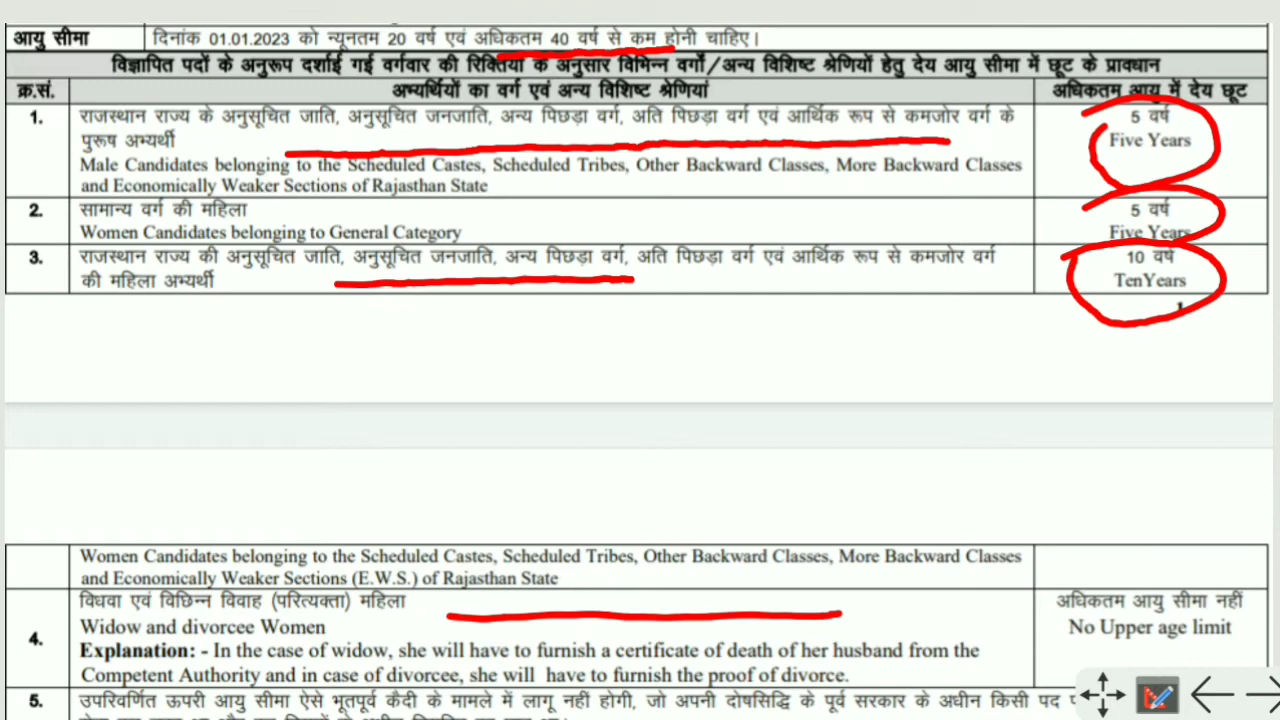 आयु सीमा दिनांक 01.01.2023 को न्यूनतम 20 वर्ष एवं अधिकतम 40 वर्ष से कम होनी चाहिए।
विज्ञापित पदों के अनुरूप दर्शाई गई वर्गवार की रिक्तियों के अनुसार विभिन्न वर्गों/अन्य विशिष्ट श्रेणियों हेतु देय आयु सीमा में छूट के प्रावधान
क्र.सं. अभ्यर्थियों का वर्ग एवं अन्य विशिष्ट श्रेणियां अधिकतम आयु में देय छूट
1. राजस्थान राज्य के अनुसूचित जाति, अनुसूचित जनजाति, अन्य पिछड़ा वर्ग, अति पिछड़ा वर्ग एवं आर्थिक रूप से कमजोर वर्ग के 5 वर्ष
पुरूष अभ्यर्थी Five Years
Male Candidates belonging to the Scheduled Castes, Scheduled Tribes, Other Backward Classes, More Backward Classes
and Economically Weaker Sections of Rajasthan State
2. सामान्य वर्ग की महिला 5 वर्ष
Women Candidates belonging to General Category Five Years
3. राजस्थान राज्य की अनुसूचित जाति, अनुसूचित जनजाति, अन्य पिछड़ा वर्ग, अति पिछड़ा वर्ग एवं आर्थिक रूप से कमजोर वर्ग 10 वर्ष
की महिला अभ्यर्थी TenYears
1
Women Candidates belonging to the Scheduled Castes, Scheduled Tribes, Other Backward Classes, More Backward Classes
and Economically Weaker Sections (E.W.S.) of Rajasthan State
विधवा एवं विछिन्न विवाह (परित्यक्ता) महिला अधिकतम आयु सीमा नहीं
Widow and divorcee Women No Upper age limit
4. Explanation: - In the case of widow, she will have to furnish a certificate of death of her husband from the
Competent Authority and in case of divorcee, she will have to furnish the proof of divorce.
5. उपरिवर्णित ऊपरी आयु सीमा ऐसे भूतपूर्व कैदी के मामले में लागू नहीं होगी, जो अपनी दोषसिद्धि के पूर्व सरकार के अधीन किसी पद